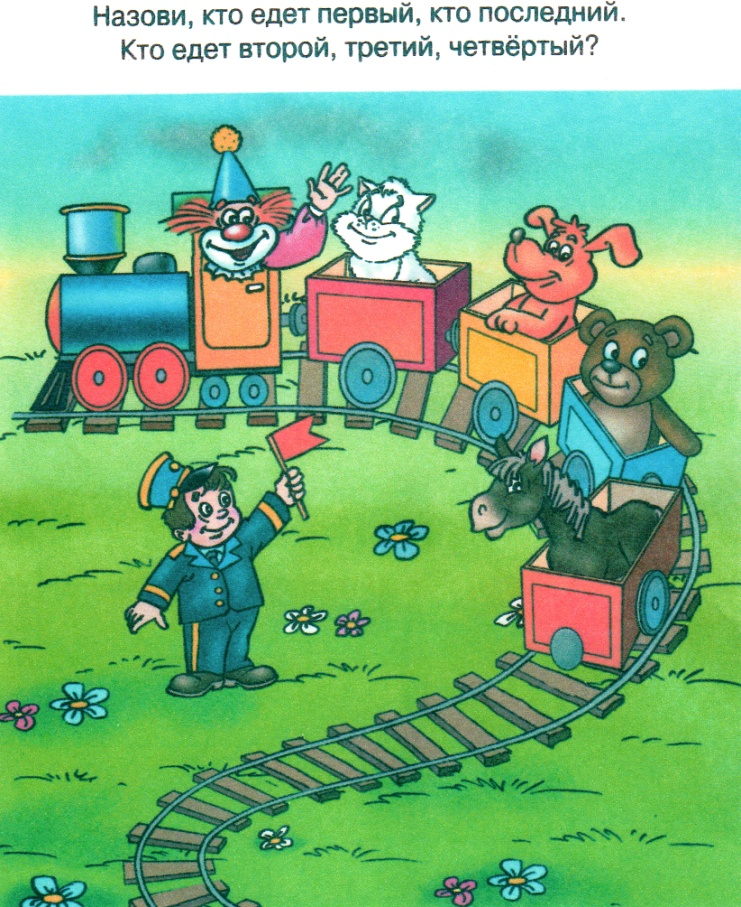 Назови, кто едет первый, кто последний.
Кто едет второй, третий, четвёртый?